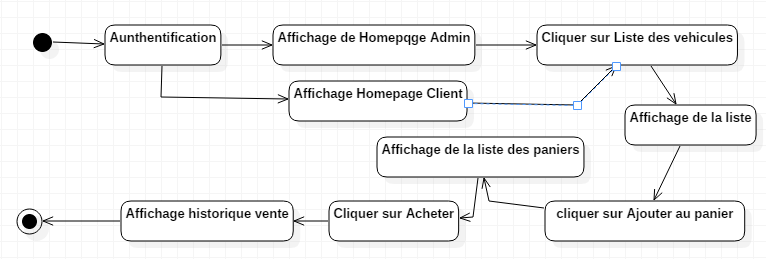 Aunthentification
Affichage de Homepqge Admin
Cliquer sur Liste des vehicules
Affichage Homepage Client
Affichage de la liste
Affichage de la liste des paniers
Affichage historique vente
Cliquer sur Acheter
cliquer sur Ajouter au panier